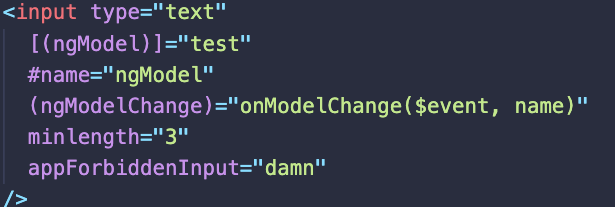 <input type="text"
[(ngModel)]="test"
#name="ngModel"
(ngModelChange)="onModelChange($event, name)"
minlength="3"
appForbiddenInput="damn"
/>